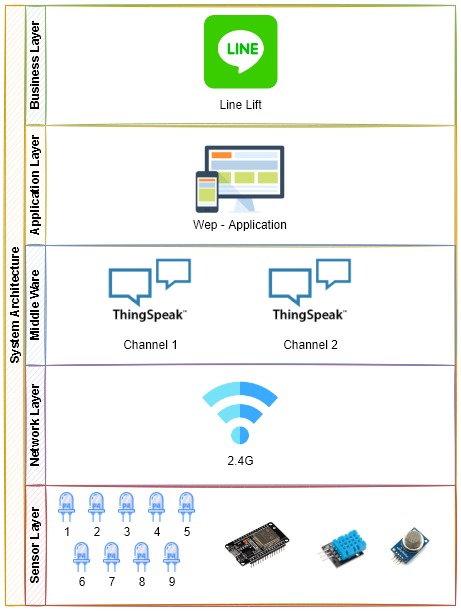 System Architecture
Business Layer
LINE
Line Lift
Application Layer
Wep - Application
Middle Ware
ThingSpeak™ ThingSpeak™
Channel 1 Channel 2
Network Layer
2.4G
Sensor Layer
1 2 3 4 5
6 7 8 9